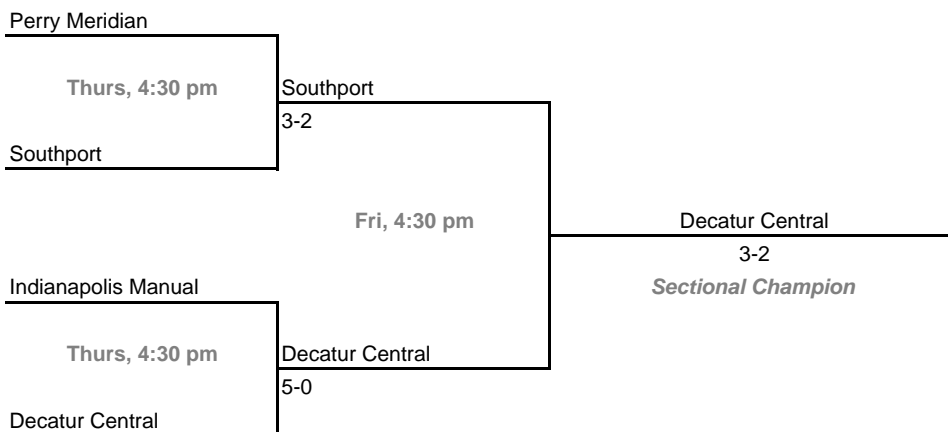 Perry Meridian
Thurs, 4:30 pm
Southport
3-2
Southport
Fri, 4:30 pm
Decatur Central
3-2
Sectional Champion
Indianapolis Manual
Thurs, 4:30 pm
Decatur Central
5-0
Decatur Central